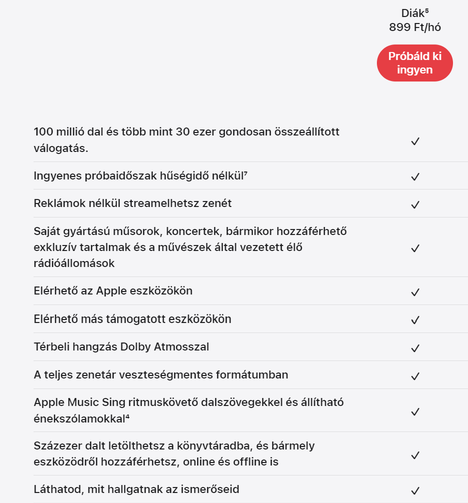 Diák⁶
899 Ft/hó
Próbáld ki
ingyen
100 millió dal és több mint 30 ezer gondosan összeállított
válogatás.
Ingyenes próbaidőszak hűségidő nélkül⁷
Reklámok nélkül streamelhetsz zenét
Saját gyártású műsorok, koncertek, bármikor hozzáférhető
exkluzív tartalmak és a művészek által vezetett élő
rádióállomások
Elérhető az Apple eszközökön
Elérhető más támogatott eszközökön
Térbeli hangzás Dolby Atmosszal
A teljes zenetár veszteségmentes formátumban
Apple Music Sing ritmuskövető dalszövegekkel és állítható
énekszólamokkal⁴
Százezer dalt letölthetsz a könyvtáradba, és bármely
eszközödről hozzáférhetsz, online és offline is
Láthatod, mit hallgatnak az ismerőseid